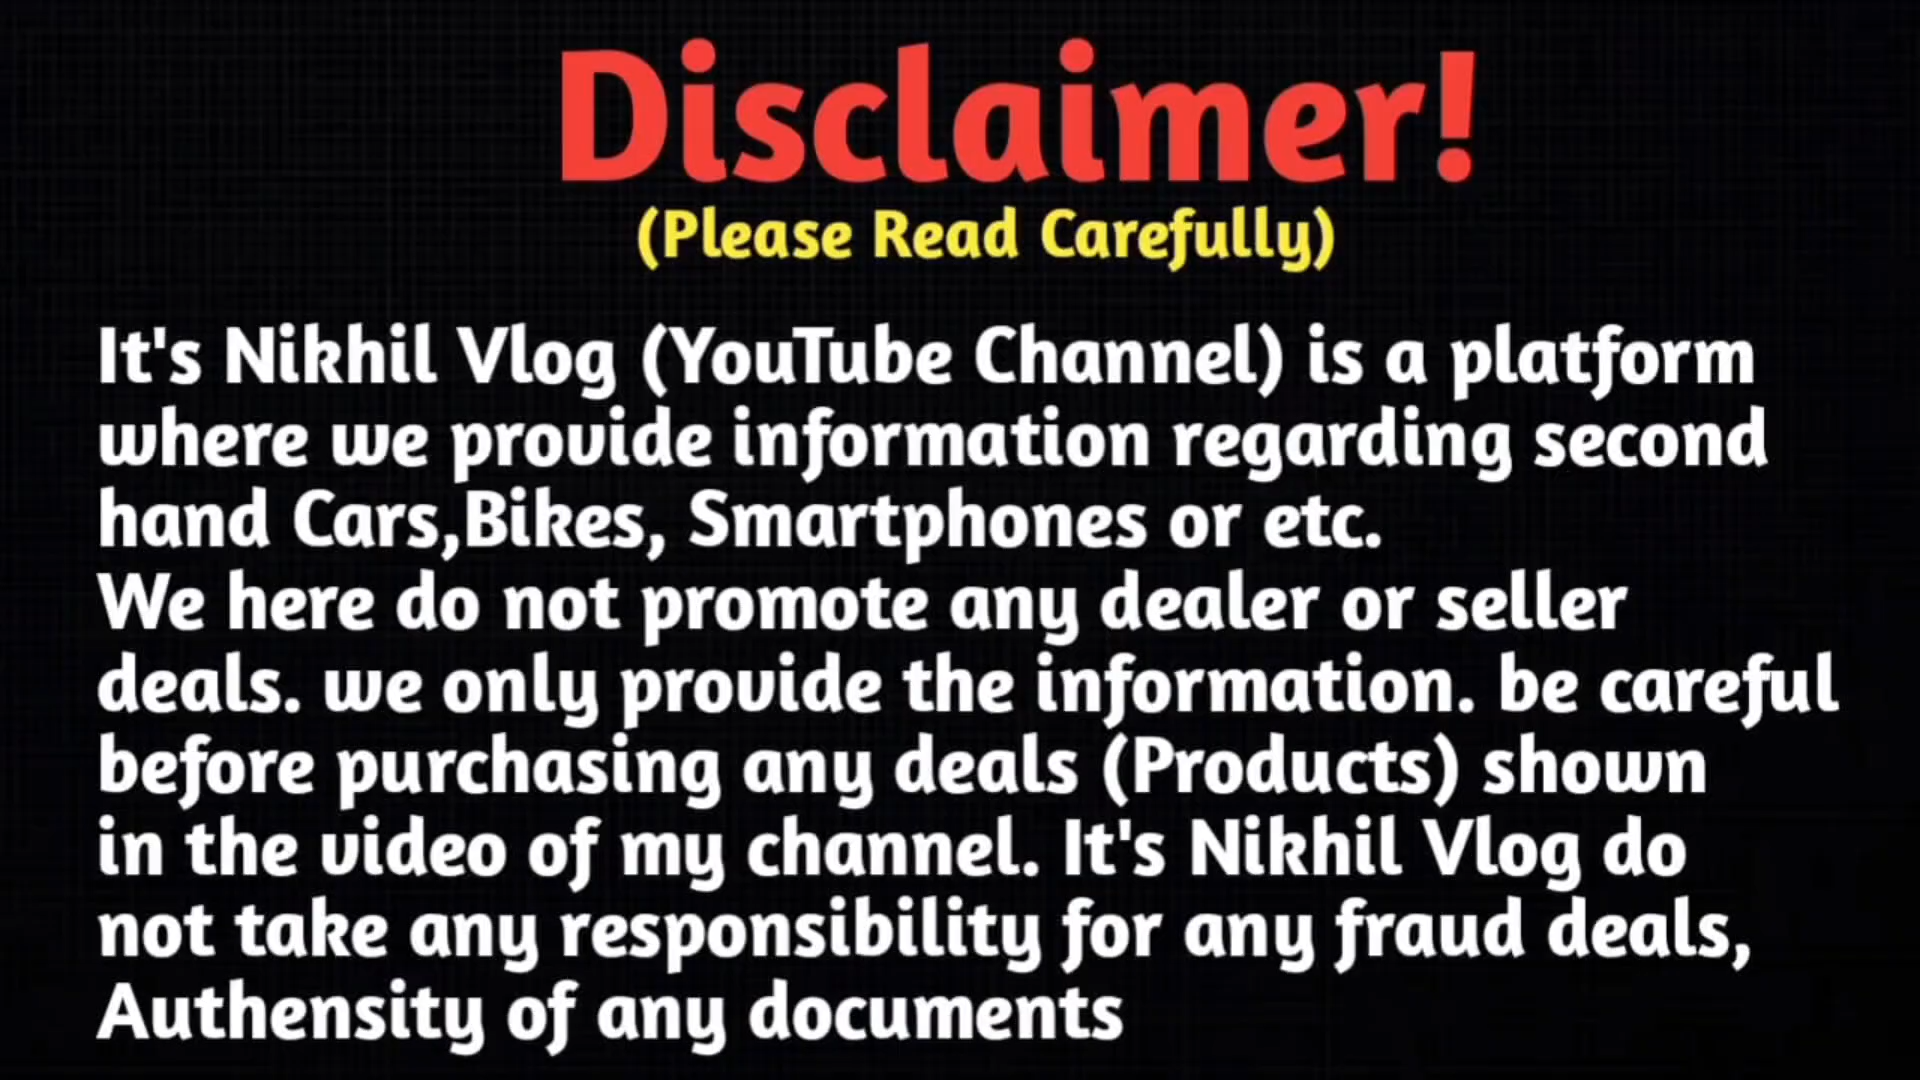 Disclaimer!
(Please Read Carefully)
It's Nikhil Vlog (YouTube Channel) is a platform
where we provide information regarding second
hand Cars,Bikes, Smartphones or etc.
We here do not promote any dealer or seller
deals. we only provide the information. be careful
before purchasing any deals (Products) shown
in the video of my channel. It's Nikhil Vlog do
not take any responsibility for any fraud deals,
Authensity of any documents